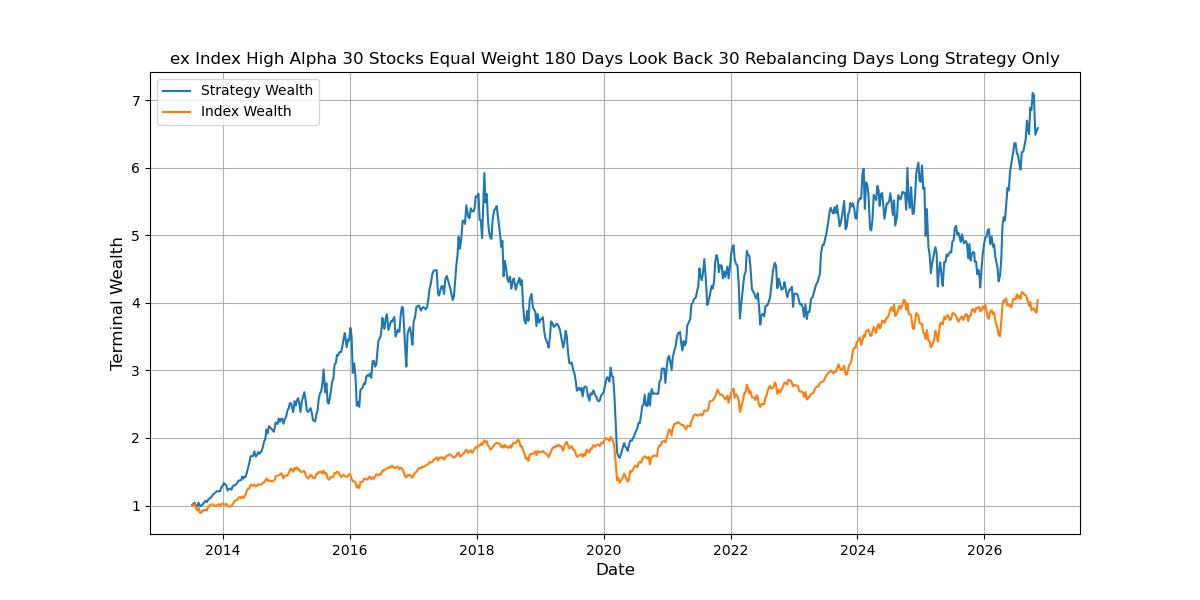 ex Index High Alpha 30 Stocks Equal Weight 180 Days Look Back 30 Rebalancing Days Long Strategy Only
Strategy Wealth
Index Wealth
Terminal Wealth
7
6
5
4
3
2
1
2014 2016 2018 2020 2022 2024 2026
Date